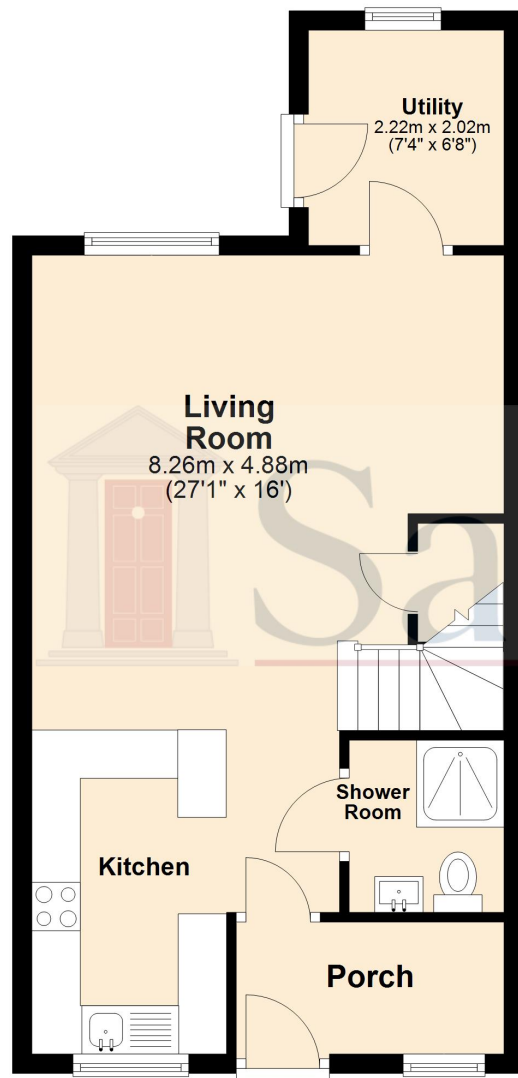 Utility
2.22m x 2.02m
(7'4" x 6'8")
Living
Room
8.26m x 4.88m
(27'1" x 16')
Sa
Shower
Room
Kitchen
Porch